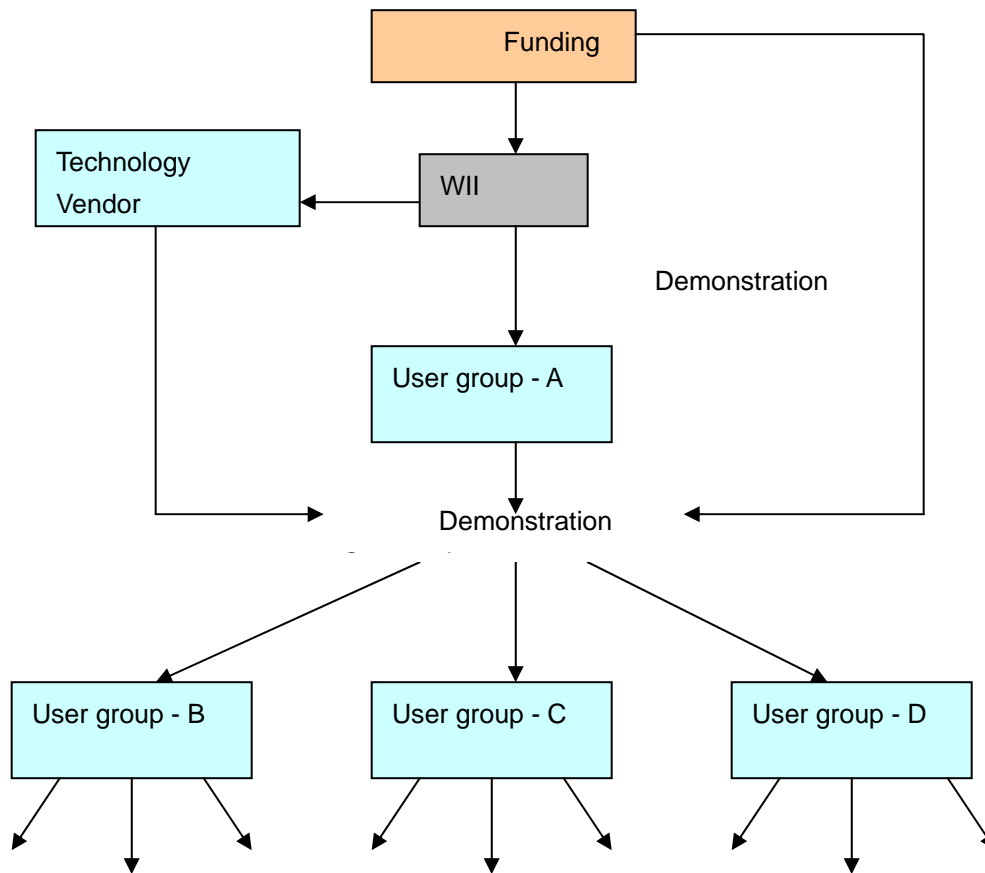 Funding
Technology
Vendor
WII
Demonstration
User group - A
Demonstration
User group - B
User group - C
User group - D